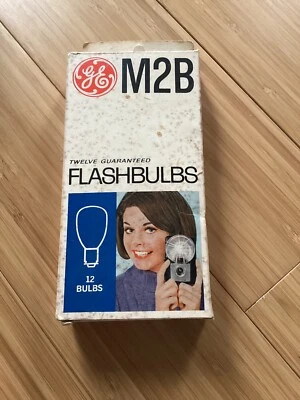 GE M2B
TWELVE GUARANTEED
FLASHBULBS
12
BULBS